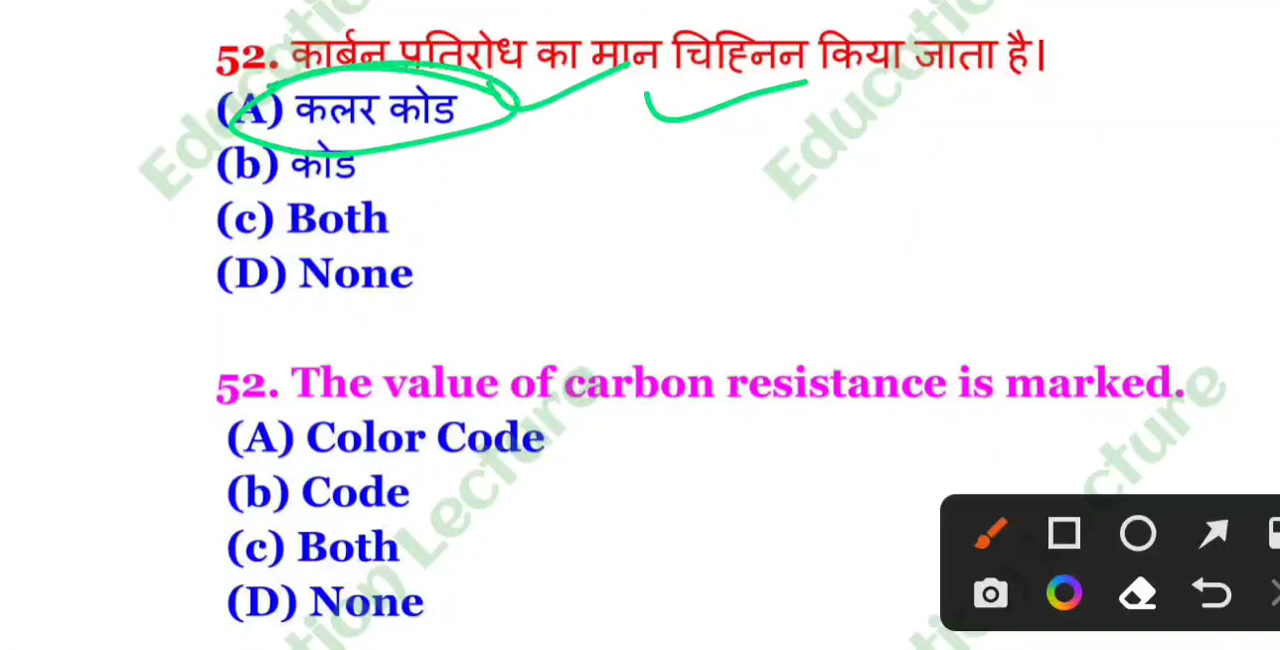 52. कार्बन प्रतिरोध का मान चिह्निनन किया जाता है।
(A) कलर कोड
(b) कोड
(c) Both
(D) None
52. The value of carbon resistance is marked.
(A) Color Code
(b) Code
(c) Both
(D) None